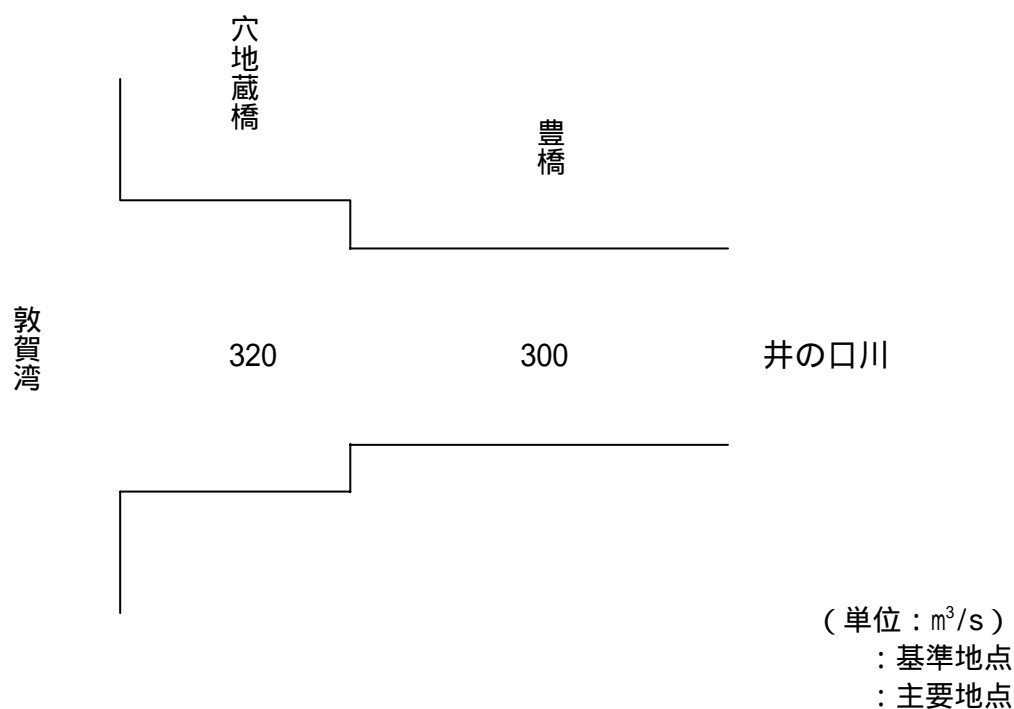 穴地蔵橋
豊橋
敦賀湾
320
300
井の口川
(単位:m³/s)
:基準地点
:主要地点